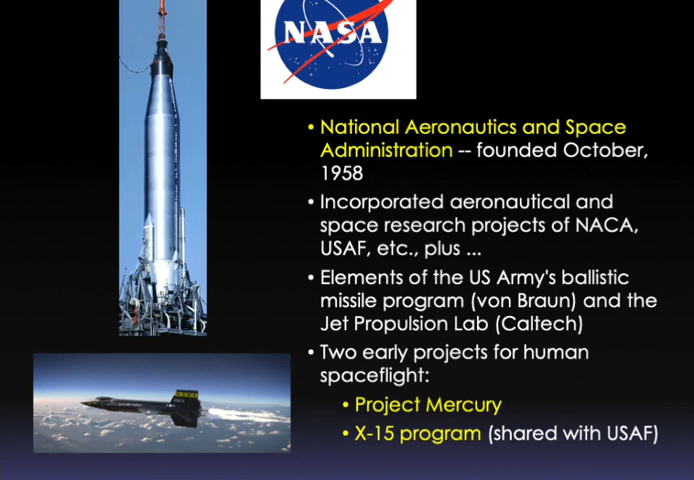 NASA
• National Aeronautics and Space
Administration -- founded October,
1958
• Incorporated aeronautical and
space research projects of NACA,
USAF, etc., plus ...
• Elements of the US Army's ballistic
missile program (von Braun) and the
Jet Propulsion Lab (Caltech)
• Two early projects for human
spaceflight:
• Project Mercury
• X-15 program (shared with USAF)
NASA